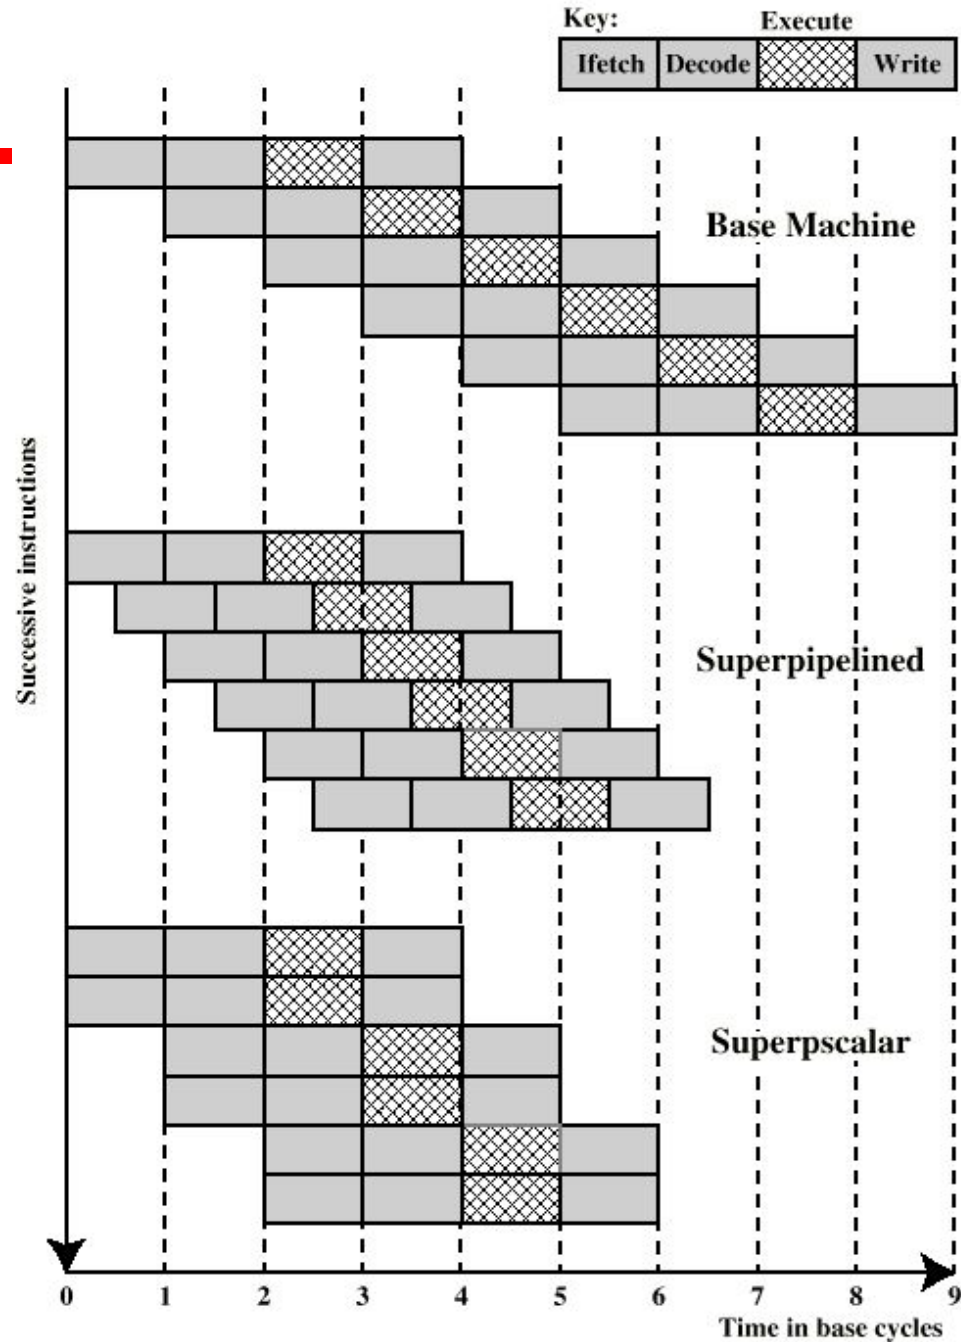 Key:
Execute
Ifetch Decode Write
Base Machine
Successive instructions
Superpipelined
Superpscalar
0 1 2 3 4 5 6 7 8 9
Time in base cycles